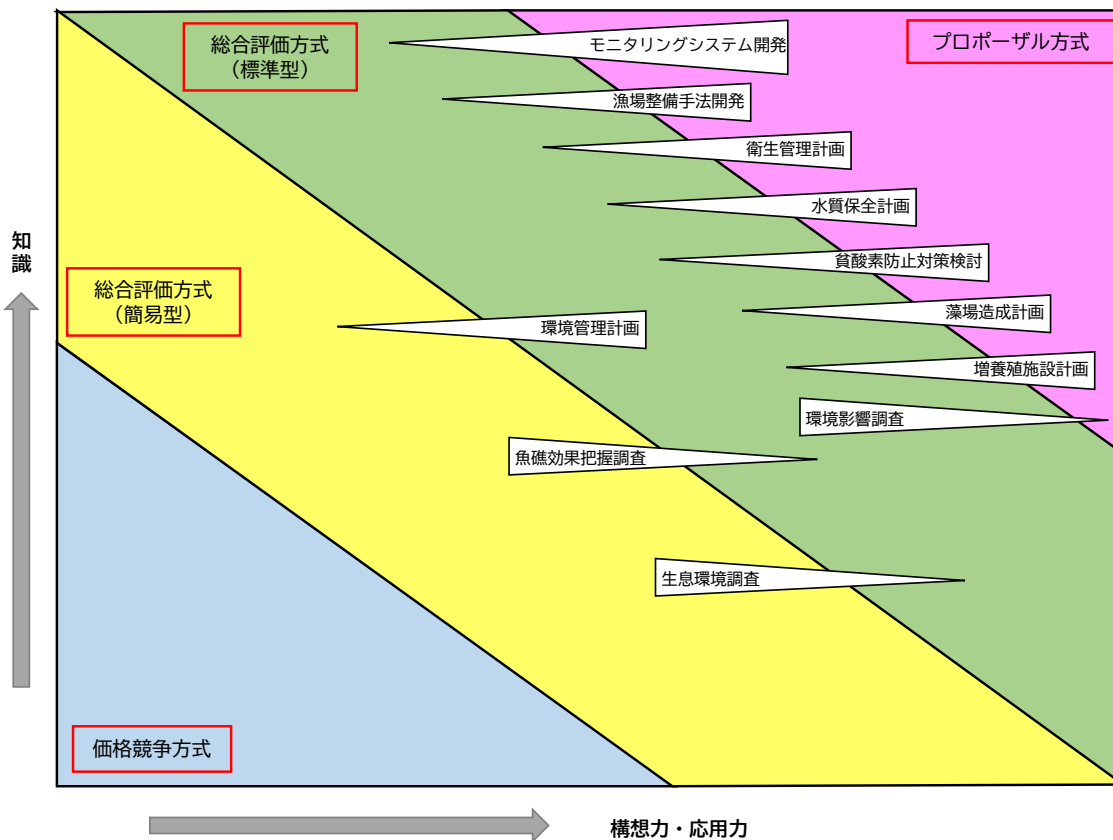 総合評価方式
（標準型）
モニタリングシステム開発
プロポーザル方式
漁場整備手法開発
衛生管理計画
水質保全計画
知
識
貧酸素防止対策検討
総合評価方式
（簡易型）
藻場造成計画
環境管理計画
増養殖施設計画
環境影響調査
魚礁効果把握調査
生息環境調査
価格競争方式
構想力・応用力